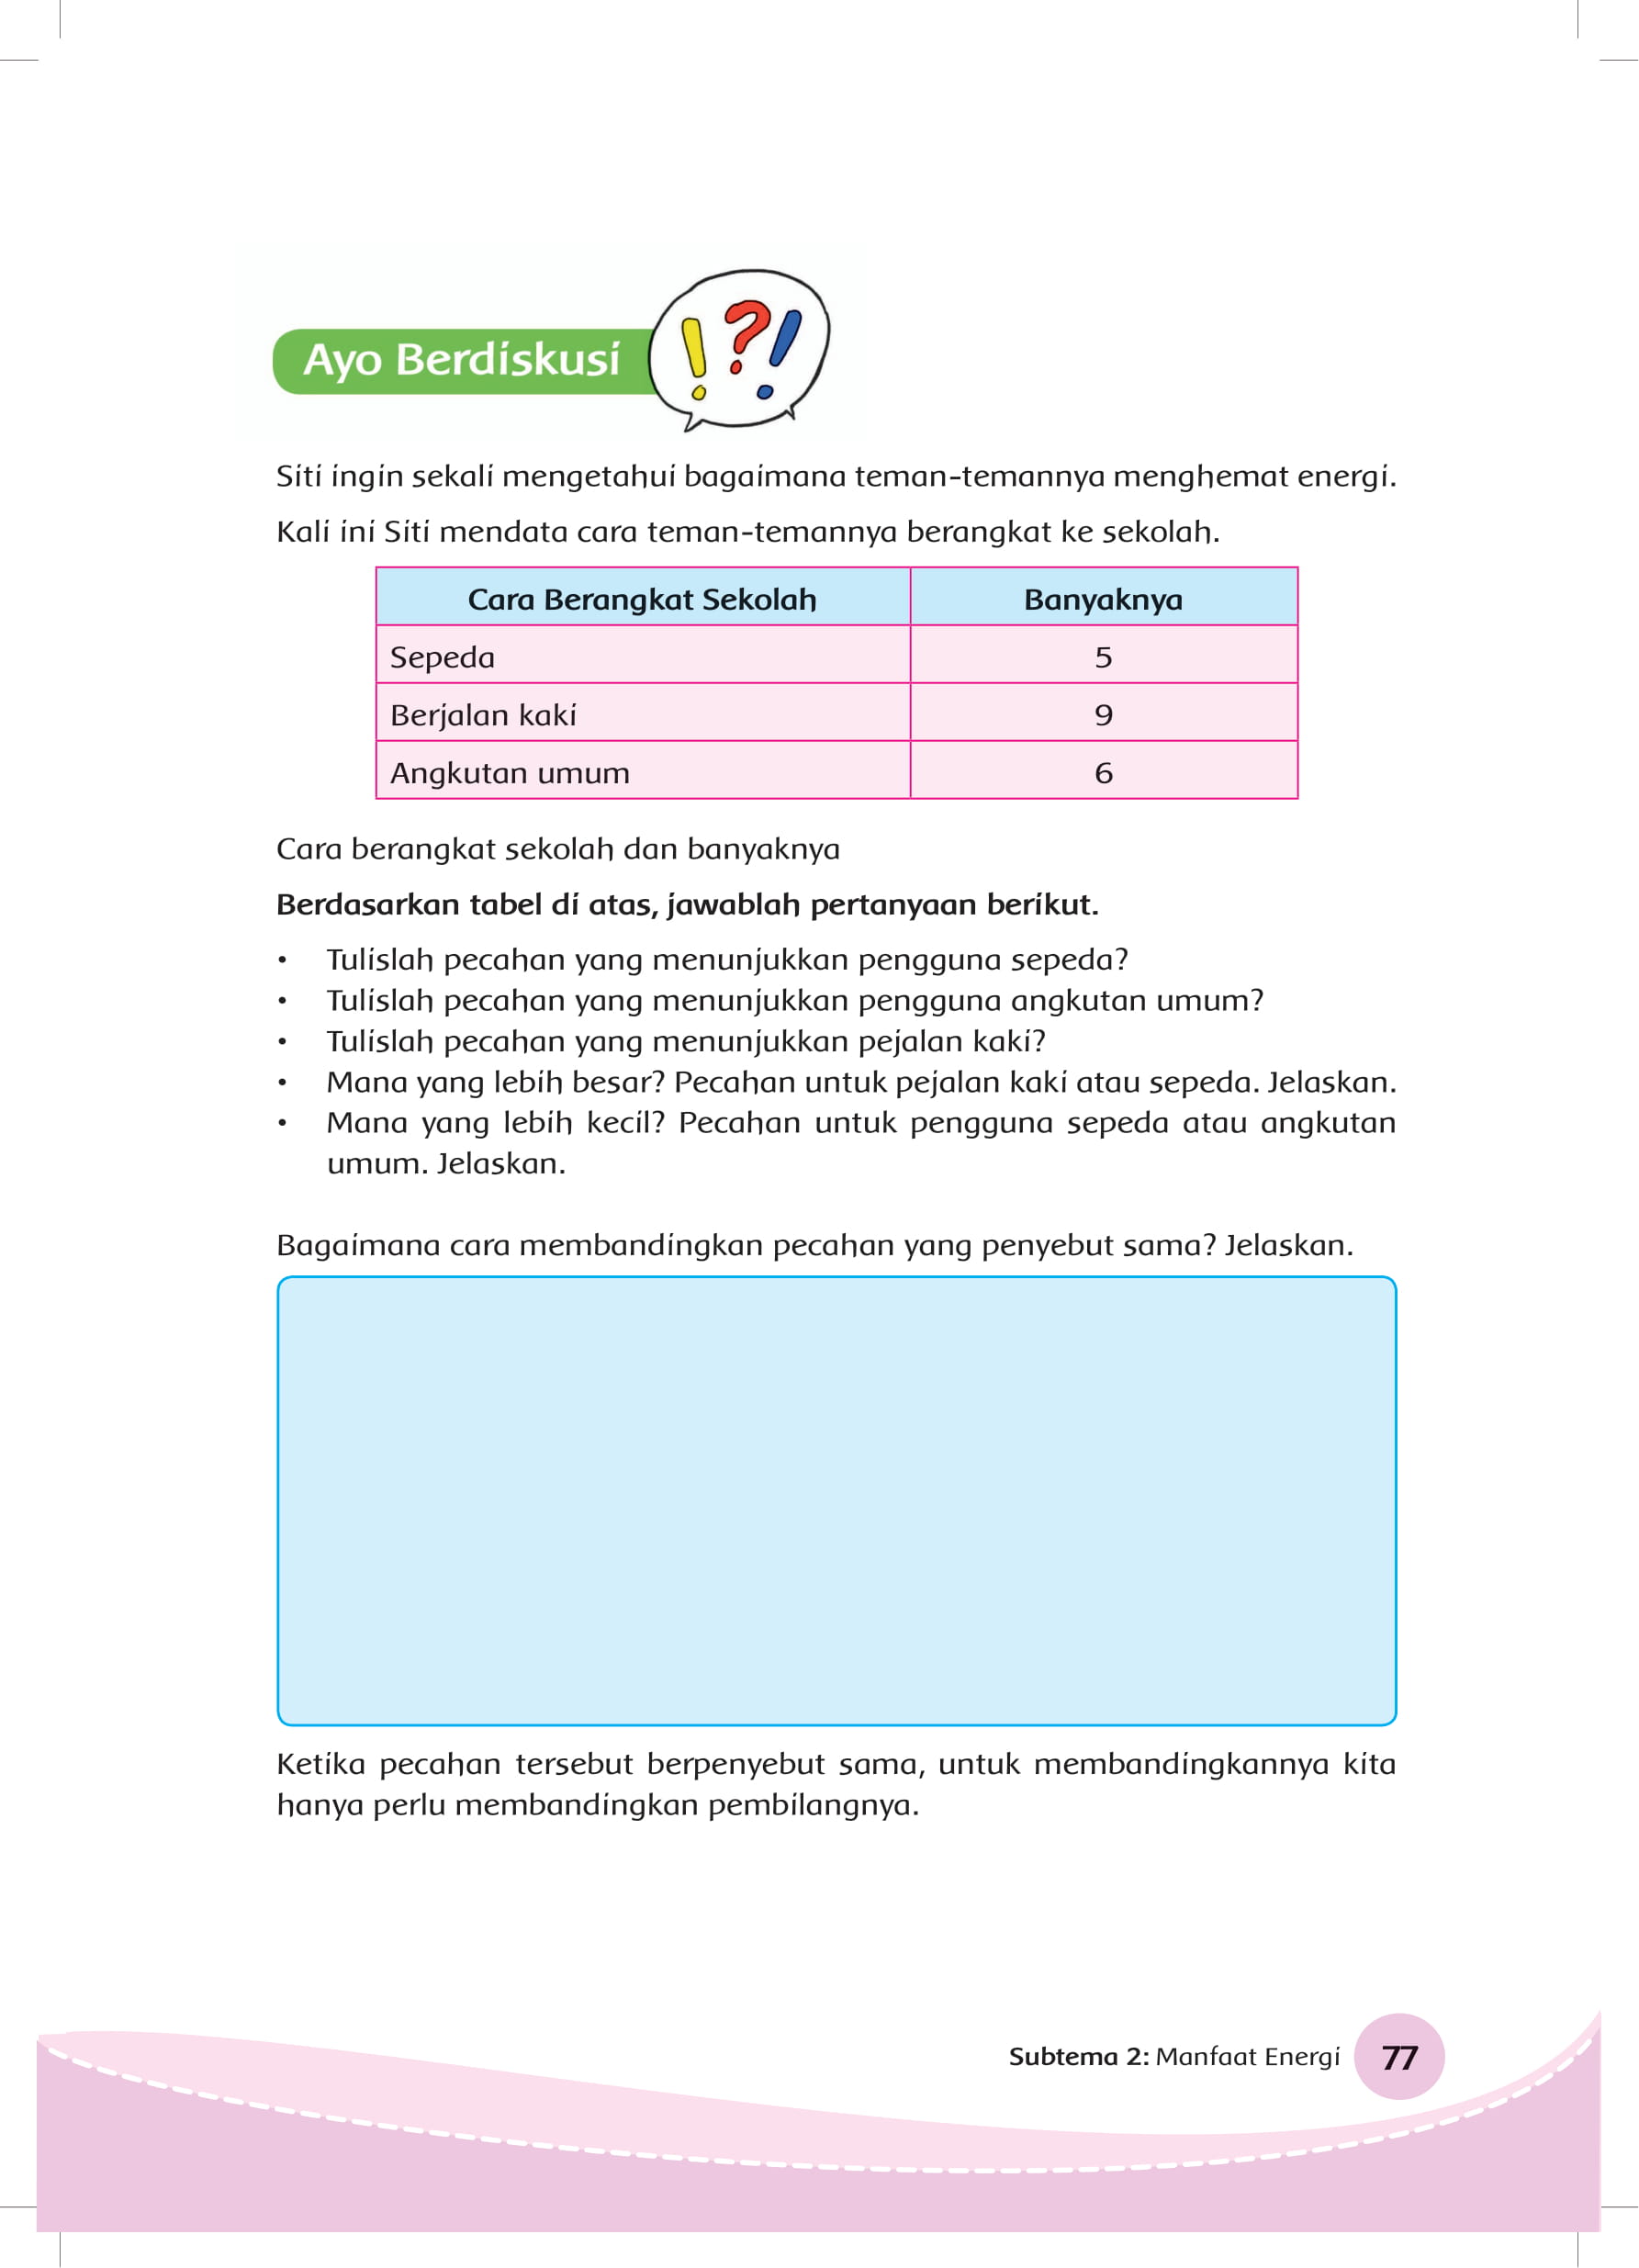 Ayo Berdiskusi
Siti ingin sekali mengetahui bagaimana teman-temannya menghemat energi.
Kali ini Siti mendata cara teman-temannya berangkat ke sekolah.
Cara Berangkat Sekolah Banyaknya
Sepeda 5
Berjalan kaki 9
Angkutan umum 6
Cara berangkat sekolah dan banyaknya
Berdasarkan tabel di atas, jawablah pertanyaan berikut.
• Tulislah pecahan yang menunjukkan pengguna sepeda?
• Tulislah pecahan yang menunjukkan pengguna angkutan umum?
• Tulislah pecahan yang menunjukkan pejalan kaki?
• Mana yang lebih besar? Pecahan untuk pejalan kaki atau sepeda. Jelaskan.
• Mana yang lebih kecil? Pecahan untuk pengguna sepeda atau angkutan
umum. Jelaskan.
Bagaimana cara membandingkan pecahan yang penyebut sama? Jelaskan.
Ketika pecahan tersebut berpenyebut sama, untuk membandingkannya kita
hanya perlu membandingkan pembilangnya.
Subtema 2: Manfaat Energi 77